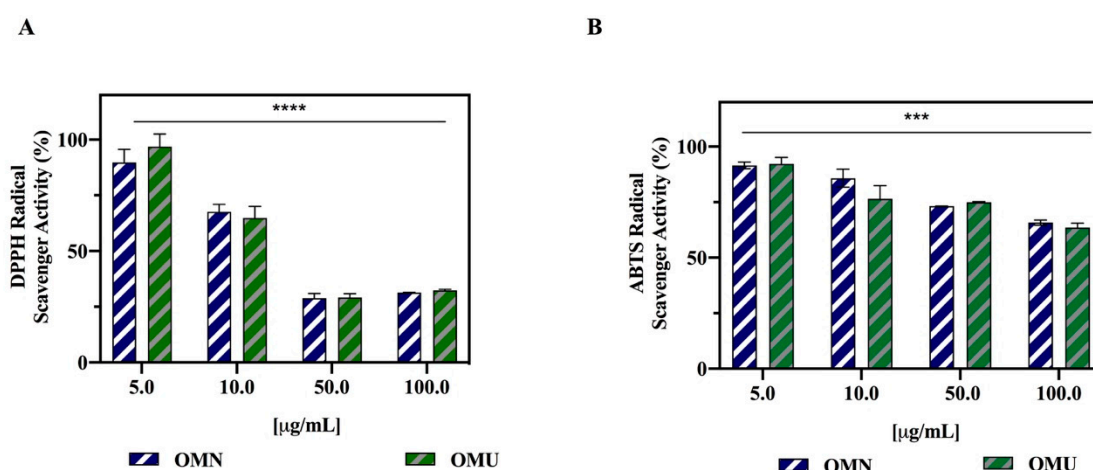 A
DPPH Radical
Scavenger Activity (%)
100
50
0
****
5.0 10.0 50.0 100.0
[μg/mL]
OMN OMU
B
ABTS Radical
Scavenger Activity (%)
100
50
0
***
5.0 10.0 50.0 100.0
[μg/mL]
OMN OMU